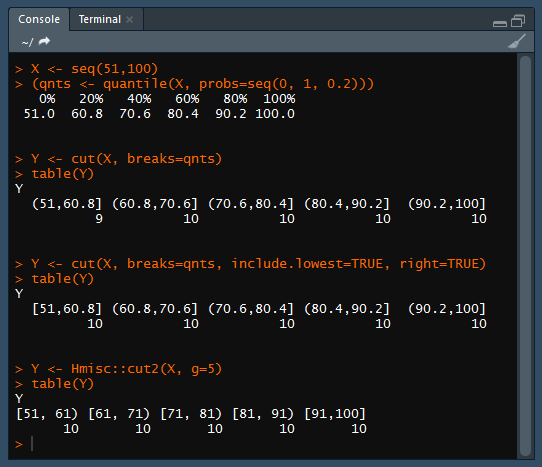 Console Terminal ×
~/
> X <- seq(51,100)
> (qnts <- quantile(X, probs=seq(0, 1, 0.2)))
   0%   20%   40%   60%   80%  100%
 51.0  60.8  70.6  80.4  90.2 100.0
> Y <- cut(X, breaks=qnts)
> table(Y)
Y
  (51,60.8] (60.8,70.6] (70.6,80.4] (80.4,90.2]  (90.2,100]
          9          10          10          10          10
> Y <- cut(X, breaks=qnts, include.lowest=TRUE, right=TRUE)
> table(Y)
Y
  [51,60.8] (60.8,70.6] (70.6,80.4] (80.4,90.2]  (90.2,100]
         10          10          10          10          10
> Y <- Hmisc::cut2(X, g=5)
> table(Y)
Y
[51, 61) [61, 71) [71, 81) [81, 91) [91,100]
      10       10       10       10       10
>